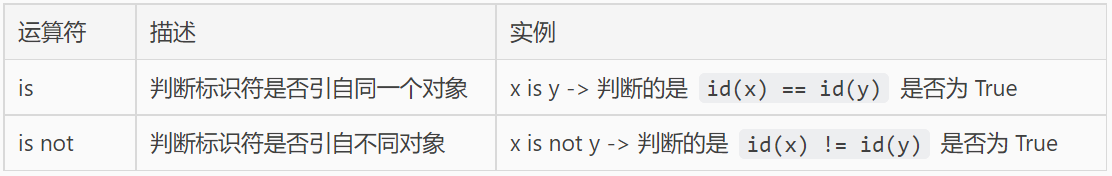 运算符 描述 实例
is 判断标识符是否引自同一个对象 x is y -> 判断的是 id(x) == id(y) 是否为 True
is not 判断标识符是否引自不同对象 x is not y -> 判断的是 id(x) != id(y) 是否为 True